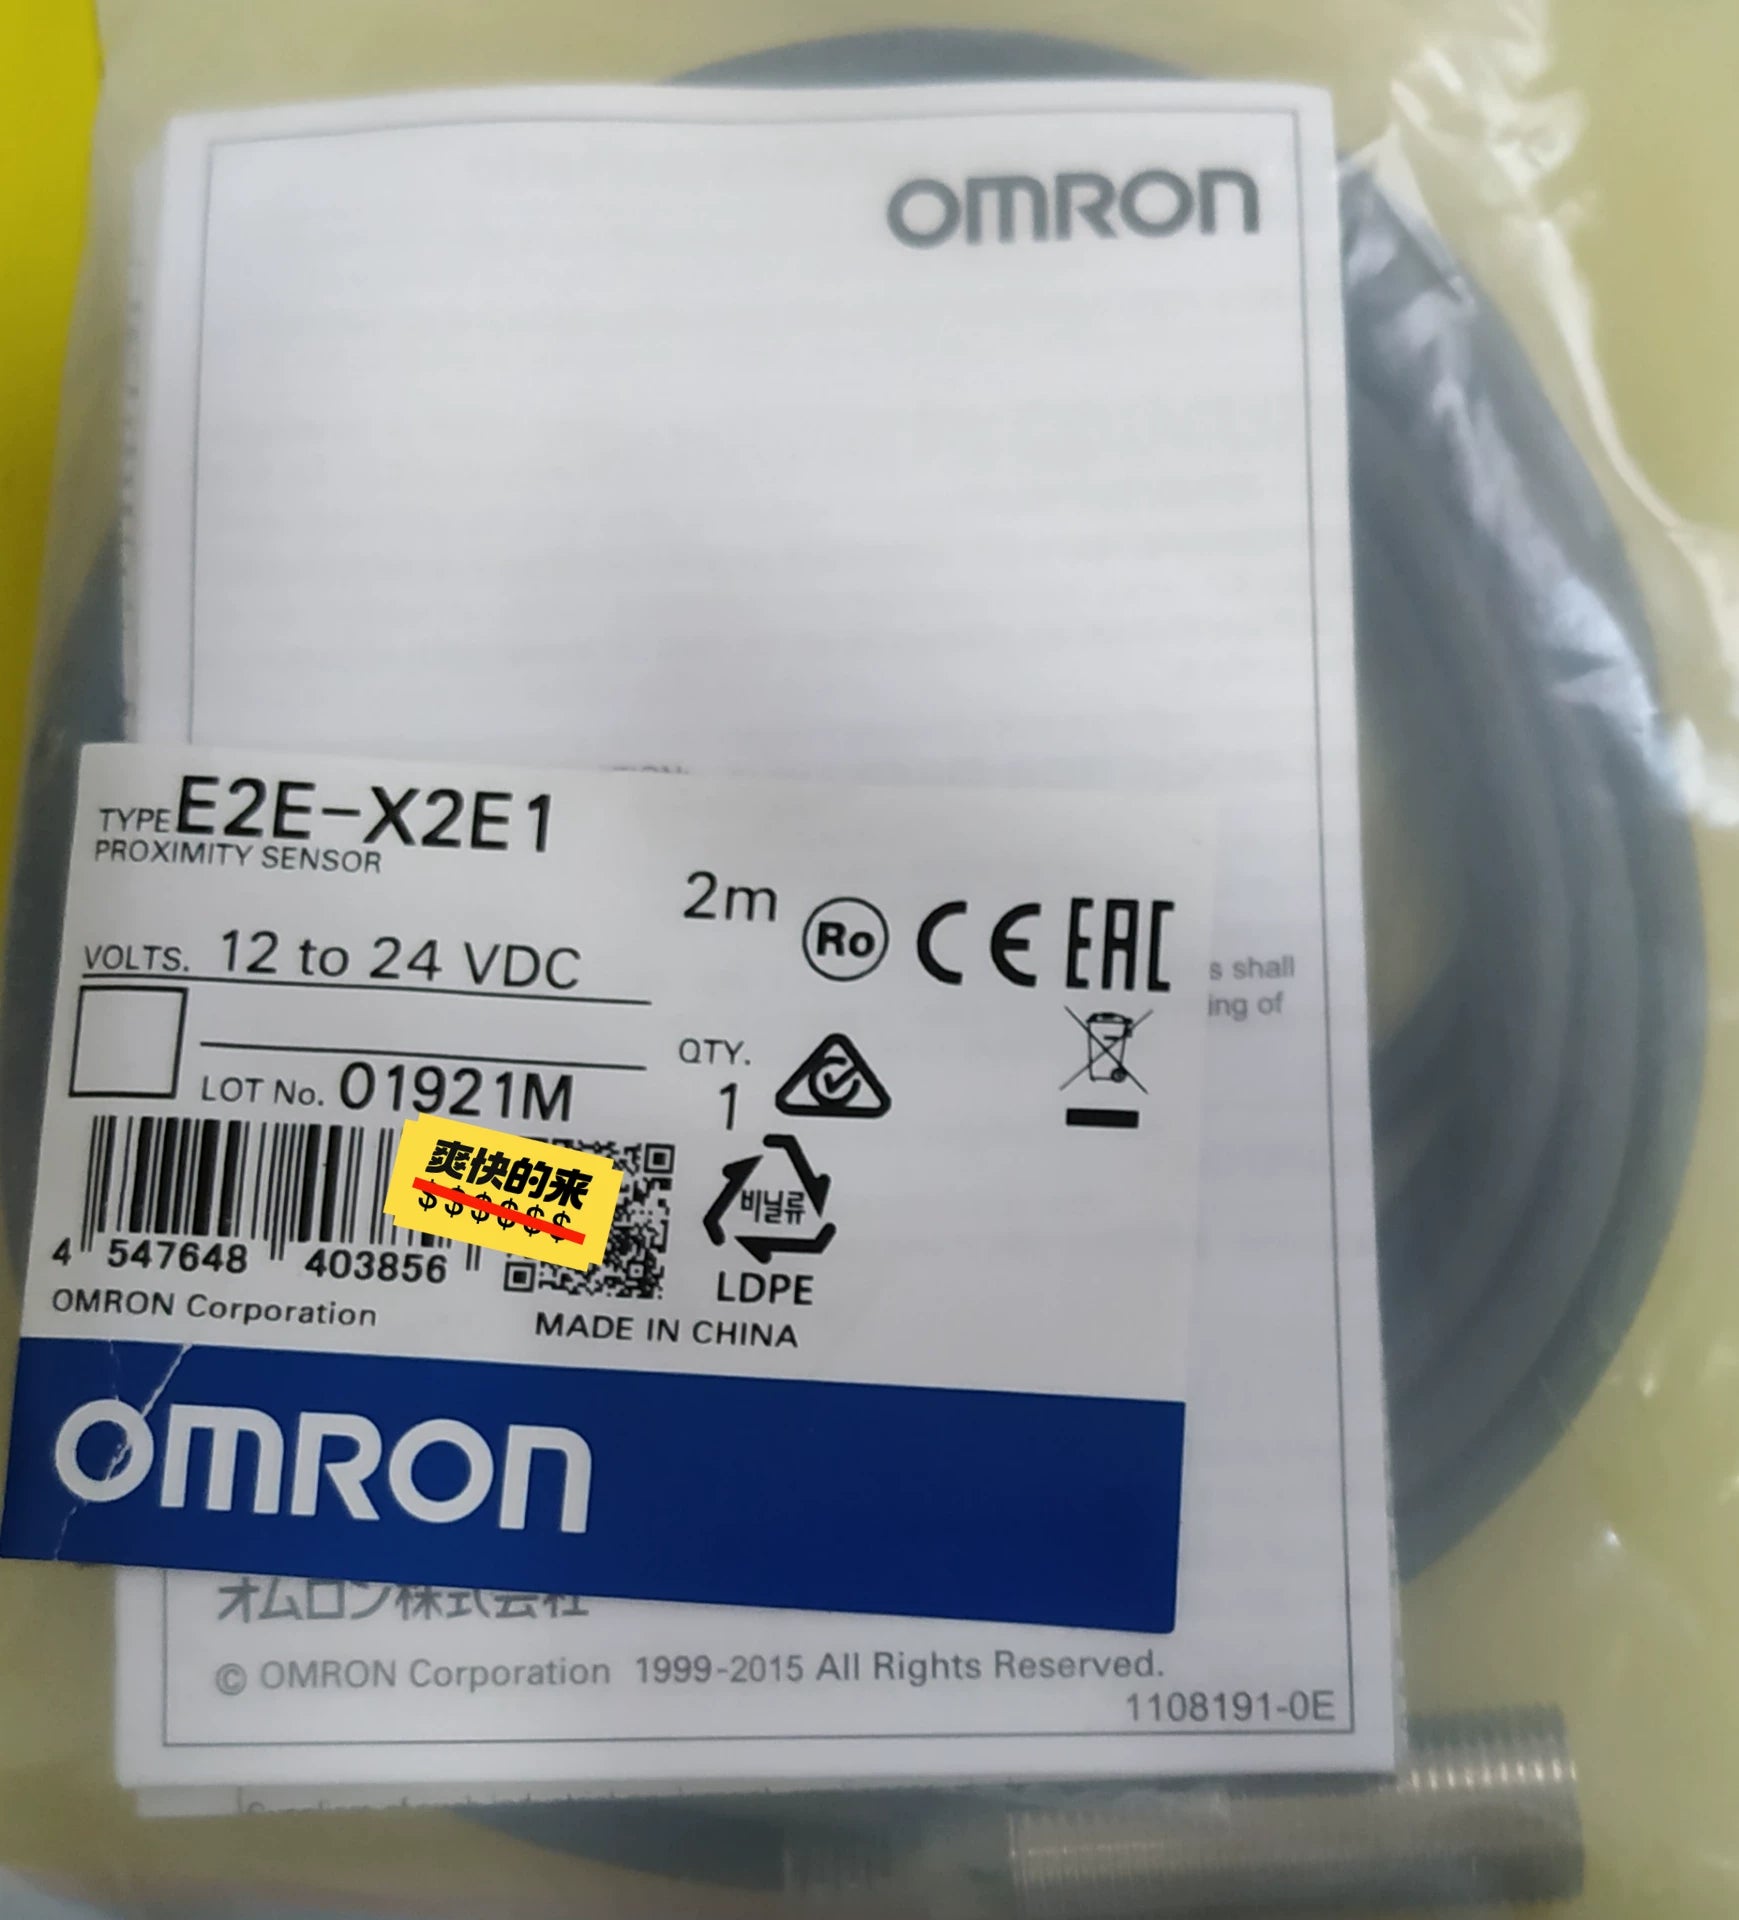 OMRON
TYPE E2E-X2E1
PROXIMITY SENSOR
2m
Ro CE EAC
VOLTS. 12 to 24 VDC
s shall
ing of
QTY.
1
LOT No. 01921M
爽快的来
$$$$$$
비닐류
LDPE
4 547648 403856
OMRON Corporation
MADE IN CHINA
OMRON
オムロン株式会社
© OMRON Corporation 1999-2015 All Rights Reserved.
1108191-0E